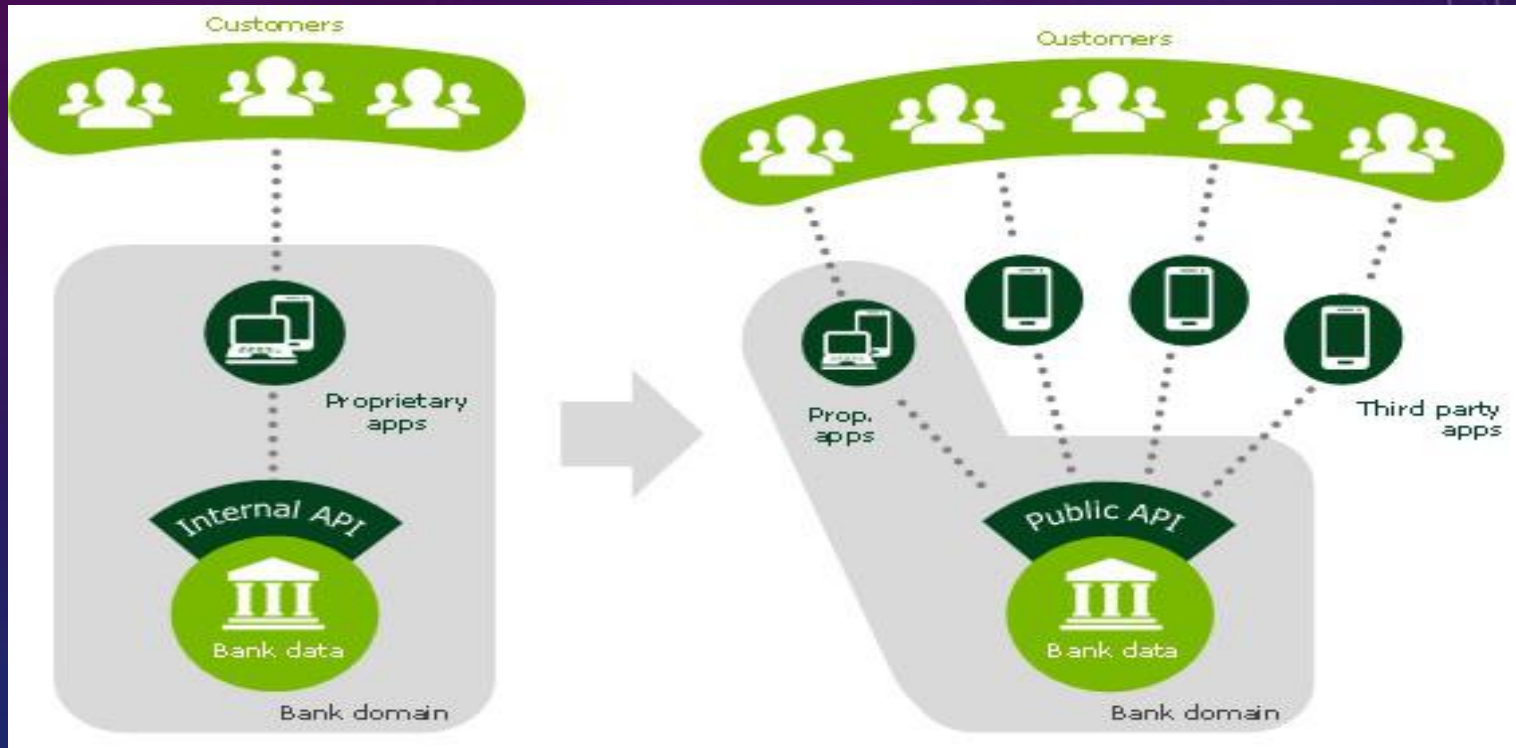 Customers
Proprietary
apps
Internal API
Bank data
Bank domain
Customers
Prop.
apps
Third party
apps
Public API
Bank data
Bank domain